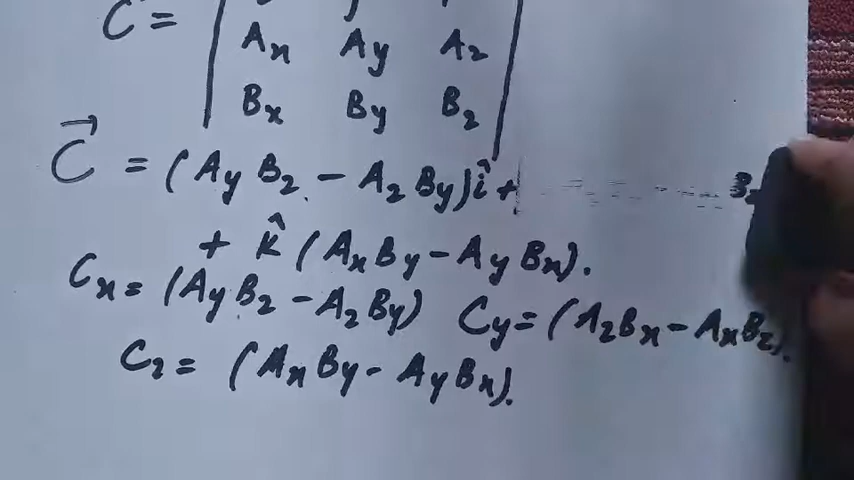 C⃗ =
Ax Ay Az
Bx By Bz
C⃗ = (Ay Bz - Az By) î +
+ k̂ (Ax By - Ay Bx).
Cx = (Ay Bz - Az By) Cy = (Az Bx - Ax Bz).
Cz = (Ax By - Ay Bx).